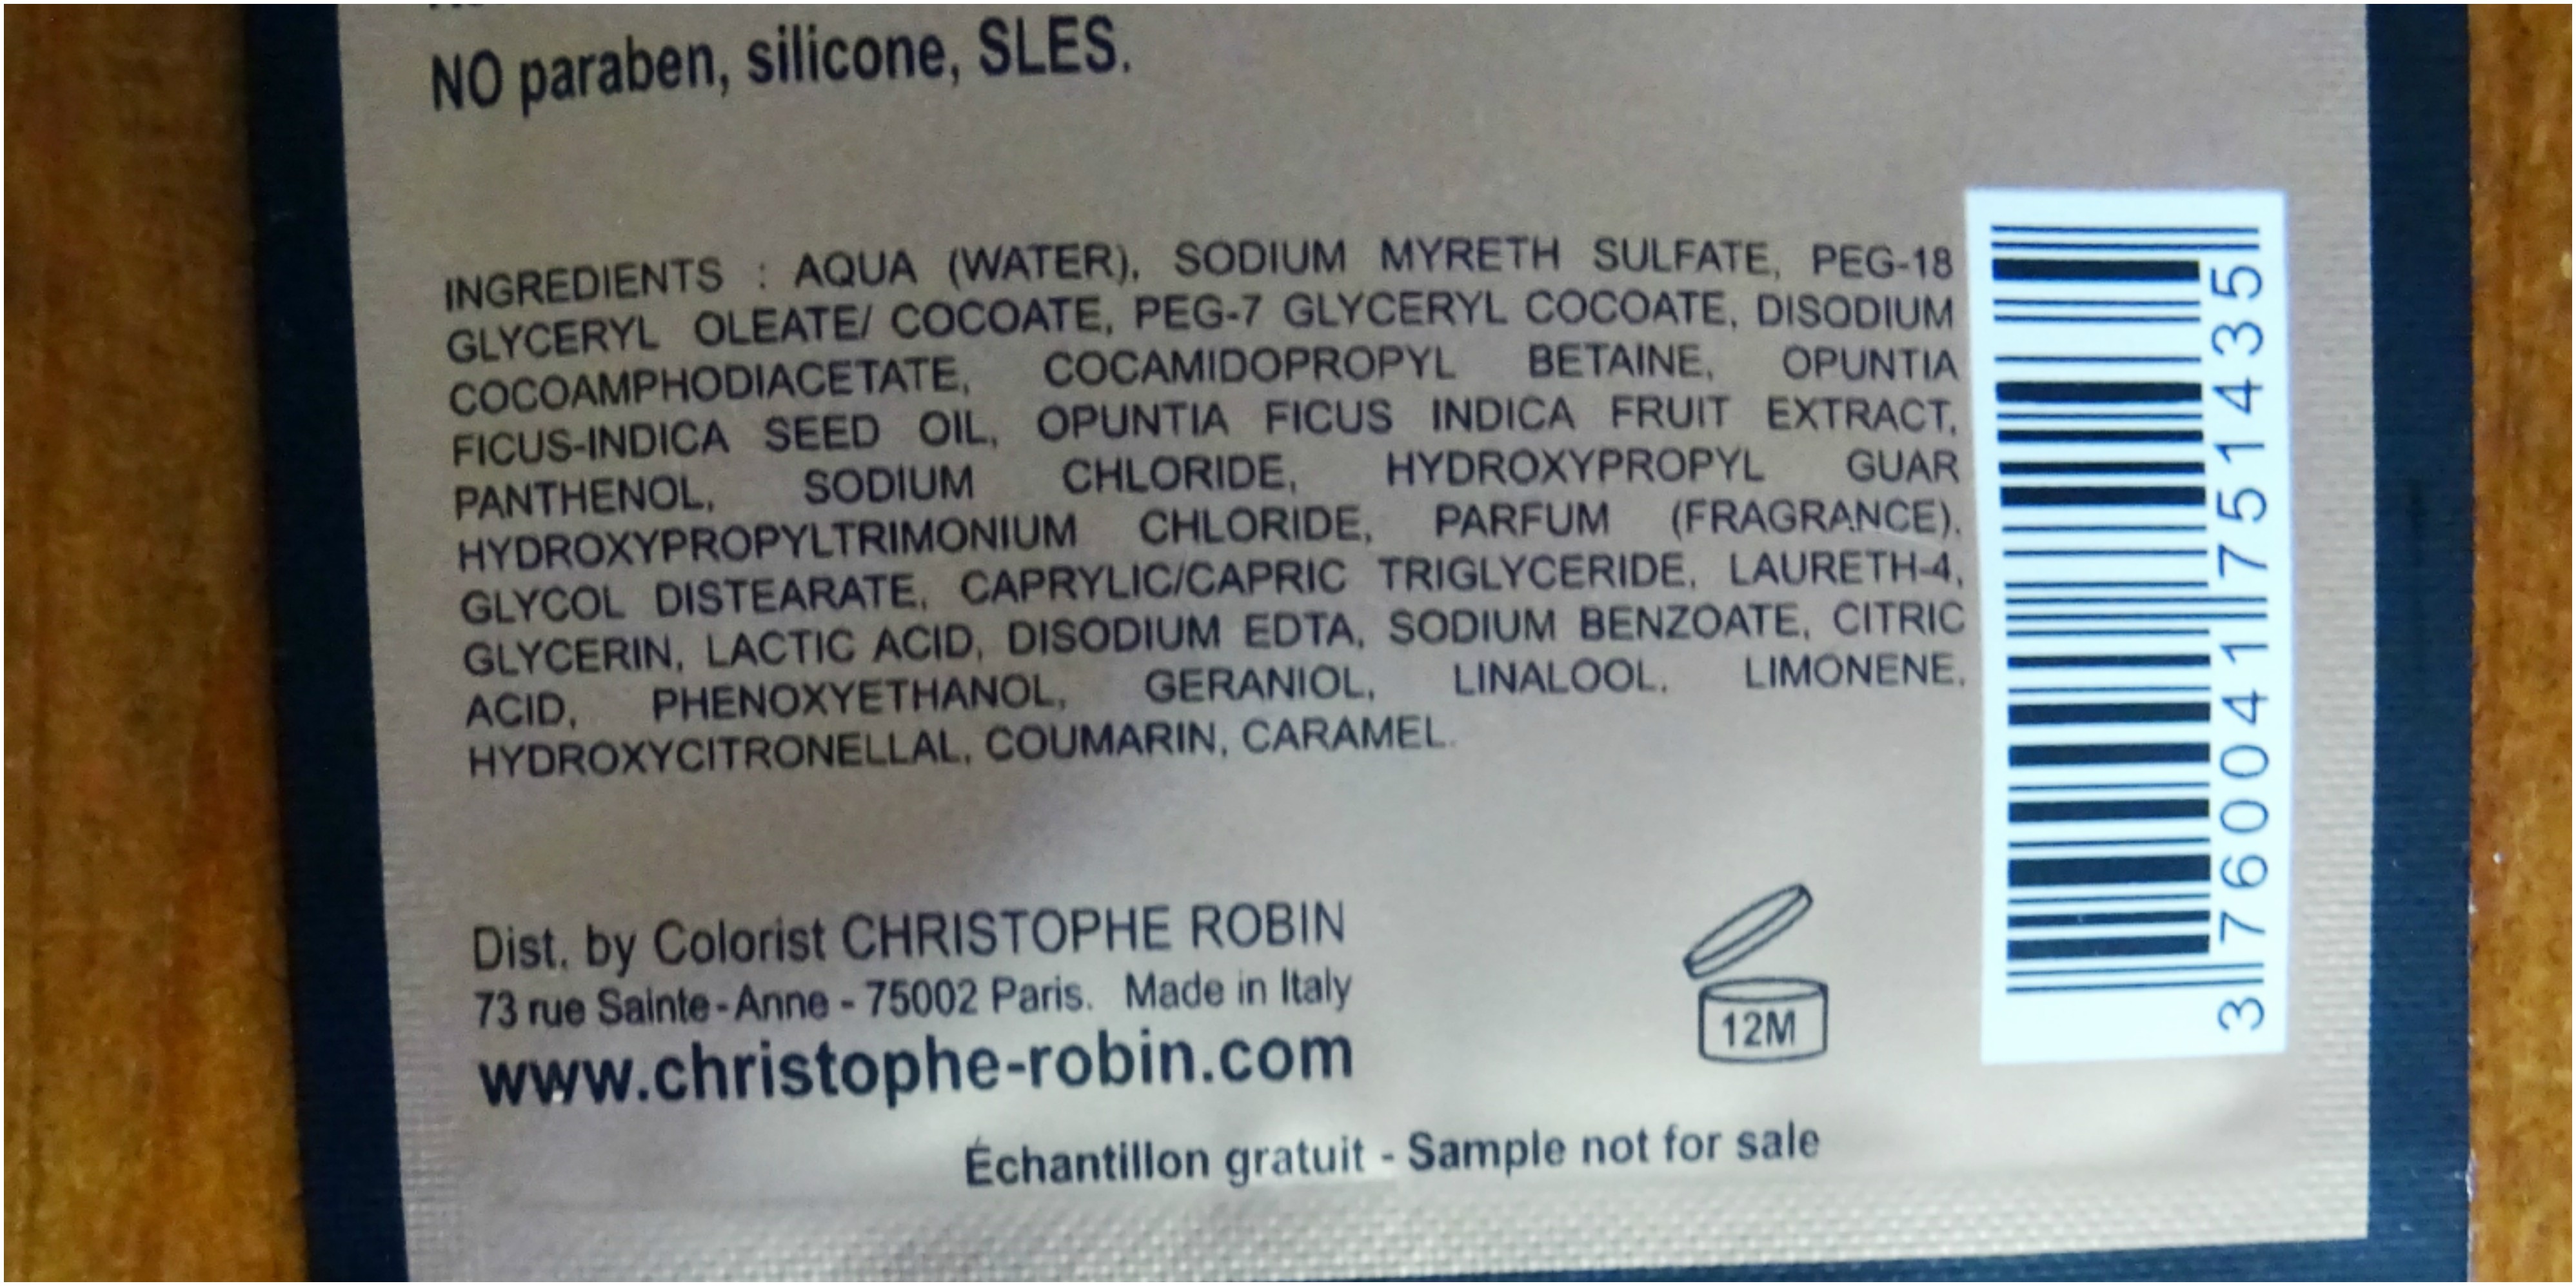 NO paraben, silicone, SLES.
INGREDIENTS : AQUA (WATER), SODIUM MYRETH SULFATE, PEG-18
GLYCERYL OLEATE/ COCOATE, PEG-7 GLYCERYL COCOATE, DISODIUM
COCOAMPHODIACETATE, COCAMIDOPROPYL BETAINE, OPUNTIA
FICUS-INDICA SEED OIL, OPUNTIA FICUS INDICA FRUIT EXTRACT,
PANTHENOL, SODIUM CHLORIDE, HYDROXYPROPYL GUAR
HYDROXYPROPYLTRIMONIUM CHLORIDE, PARFUM (FRAGRANCE),
GLYCOL DISTEARATE, CAPRYLIC/CAPRIC TRIGLYCERIDE, LAURETH-4,
GLYCERIN, LACTIC ACID, DISODIUM EDTA, SODIUM BENZOATE, CITRIC
ACID, PHENOXYETHANOL, GERANIOL, LINALOOL, LIMONENE,
HYDROXYCITRONELLAL, COUMARIN, CARAMEL.
3 760041 751435
Dist. by Colorist CHRISTOPHE ROBIN
73 rue Sainte-Anne - 75002 Paris. Made in Italy
www.christophe-robin.com
12M
Échantillon gratuit - Sample not for sale